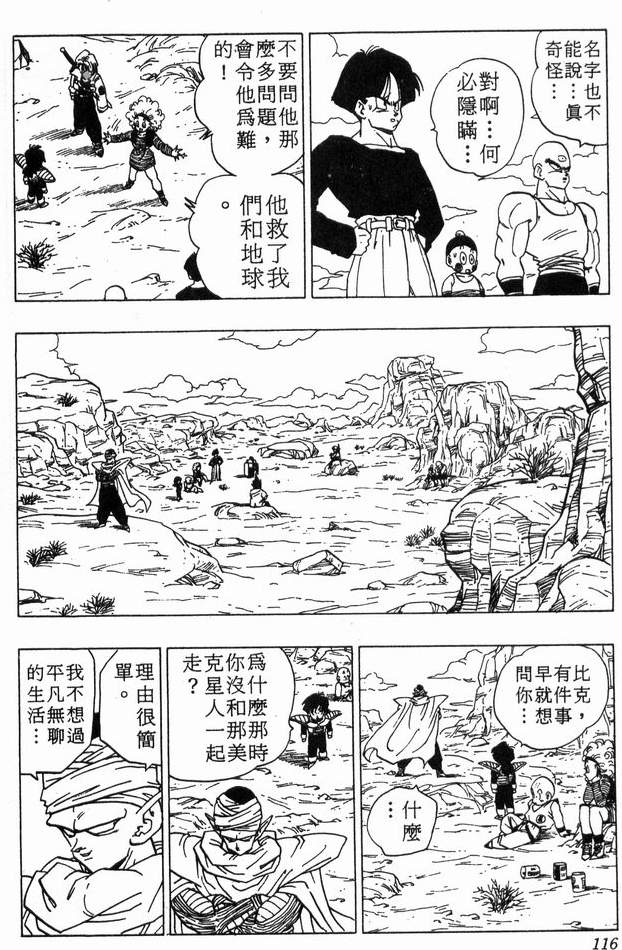 名字也不
能說…眞
奇怪…
對啊…何
必隱瞞…
不要問他那
麼多問題，
會令他爲難
的！
他救了我
們和地球
。
比克，
有件事
早就想
問你…
什麼
爲什麼那時
你沒和那美
克星人一起
走？
理由很簡
單。
我不想過
平凡無聊
的生活…
116